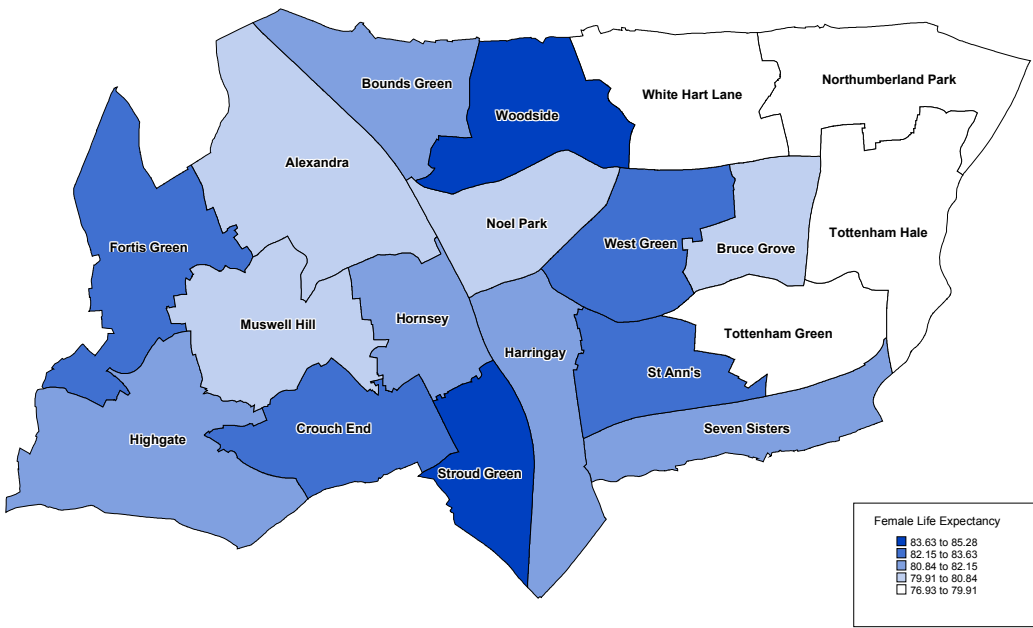 Northumberland Park
Bounds Green
White Hart Lane
Woodside
Alexandra
Noel Park
Tottenham Hale
West Green
Fortis Green
Bruce Grove
Hornsey
Muswell Hill
Tottenham Green
Harringay
St Ann's
Crouch End
Seven Sisters
Highgate
Stroud Green
Female Life Expectancy
83.63 to 85.28
82.15 to 83.63
80.84 to 82.15
79.91 to 80.84
76.93 to 79.91